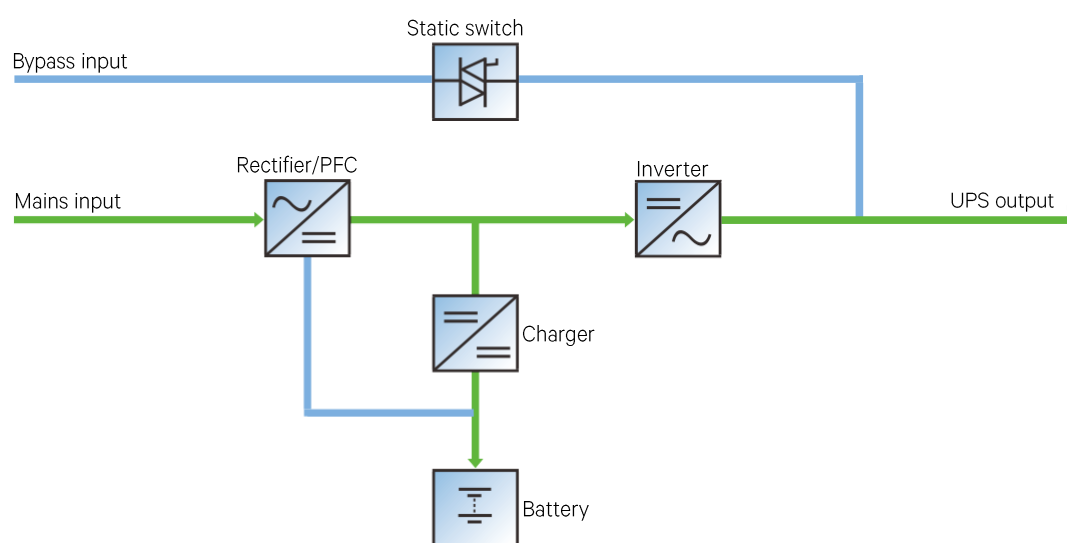 Static switch
Bypass input
Rectifier/PFC
Inverter
Mains input
UPS output
Charger
Battery